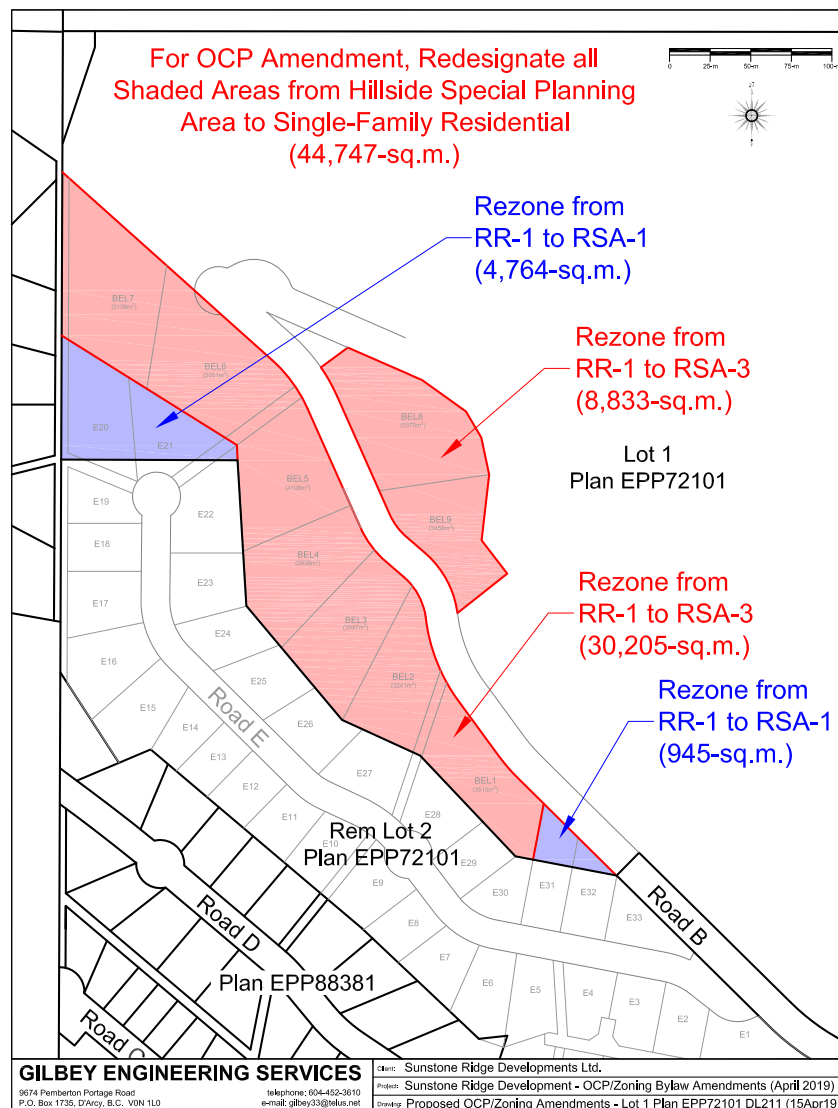 For OCP Amendment, Redesignate all
Shaded Areas from Hillside Special Planning
Area to Single-Family Residential
(44,747-sq.m.)
0 25-m 50-m 75-m
Rezone from
RR-1 to RSA-1
(4,764-sq.m.)
Rezone from
RR-1 to RSA-3
(8,833-sq.m.)
Lot 1
Plan EPP72101
Rezone from
RR-1 to RSA-3
(30,205-sq.m.)
Rezone from
RR-1 to RSA-1
(945-sq.m.)
BEL7
BEL6
BEL8
BEL5
BEL9
BEL4
BEL3
BEL2
BEL1
E20
E21
E19
E22
E18
E23
E17
E24
E16
E25
E15
E26
E14
E13
E27
E12
E28
E11
E10
E29
E9
E30
E31
E32
E8
E33
E7
E6
E5
E4
E3
E2
E1
Road E
Rem Lot 2
Plan EPP72101
Road B
Road D
Plan EPP88381
Road C
GILBEY ENGINEERING SERVICES
9674 Pemberton Portage Road
P.O. Box 1735, D'Arcy, B.C. V0N 1L0
telephone: 604-452-3610
e-mail: gilbey33@telus.net
Client: Sunstone Ridge Developments Ltd.
Project: Sunstone Ridge Development - OCP/Zoning Bylaw Amendments (April 2019)
Drawing: Proposed OCP/Zoning Amendments - Lot 1 Plan EPP72101 DL211 (15Apr19